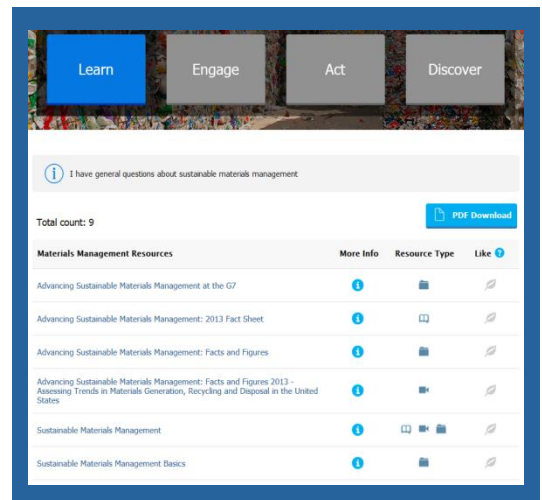 Learn Engage Act Discover
I have general questions about sustainable materials management
Total count: 9 PDF Download
Materials Management Resources More Info Resource Type Like
Advancing Sustainable Materials Management at the G7
Advancing Sustainable Materials Management: 2013 Fact Sheet
Advancing Sustainable Materials Management: Facts and Figures
Advancing Sustainable Materials Management: Facts and Figures 2013 -
Assessing Trends in Materials Generation, Recycling and Disposal in the United
States
Sustainable Materials Management
Sustainable Materials Management Basics